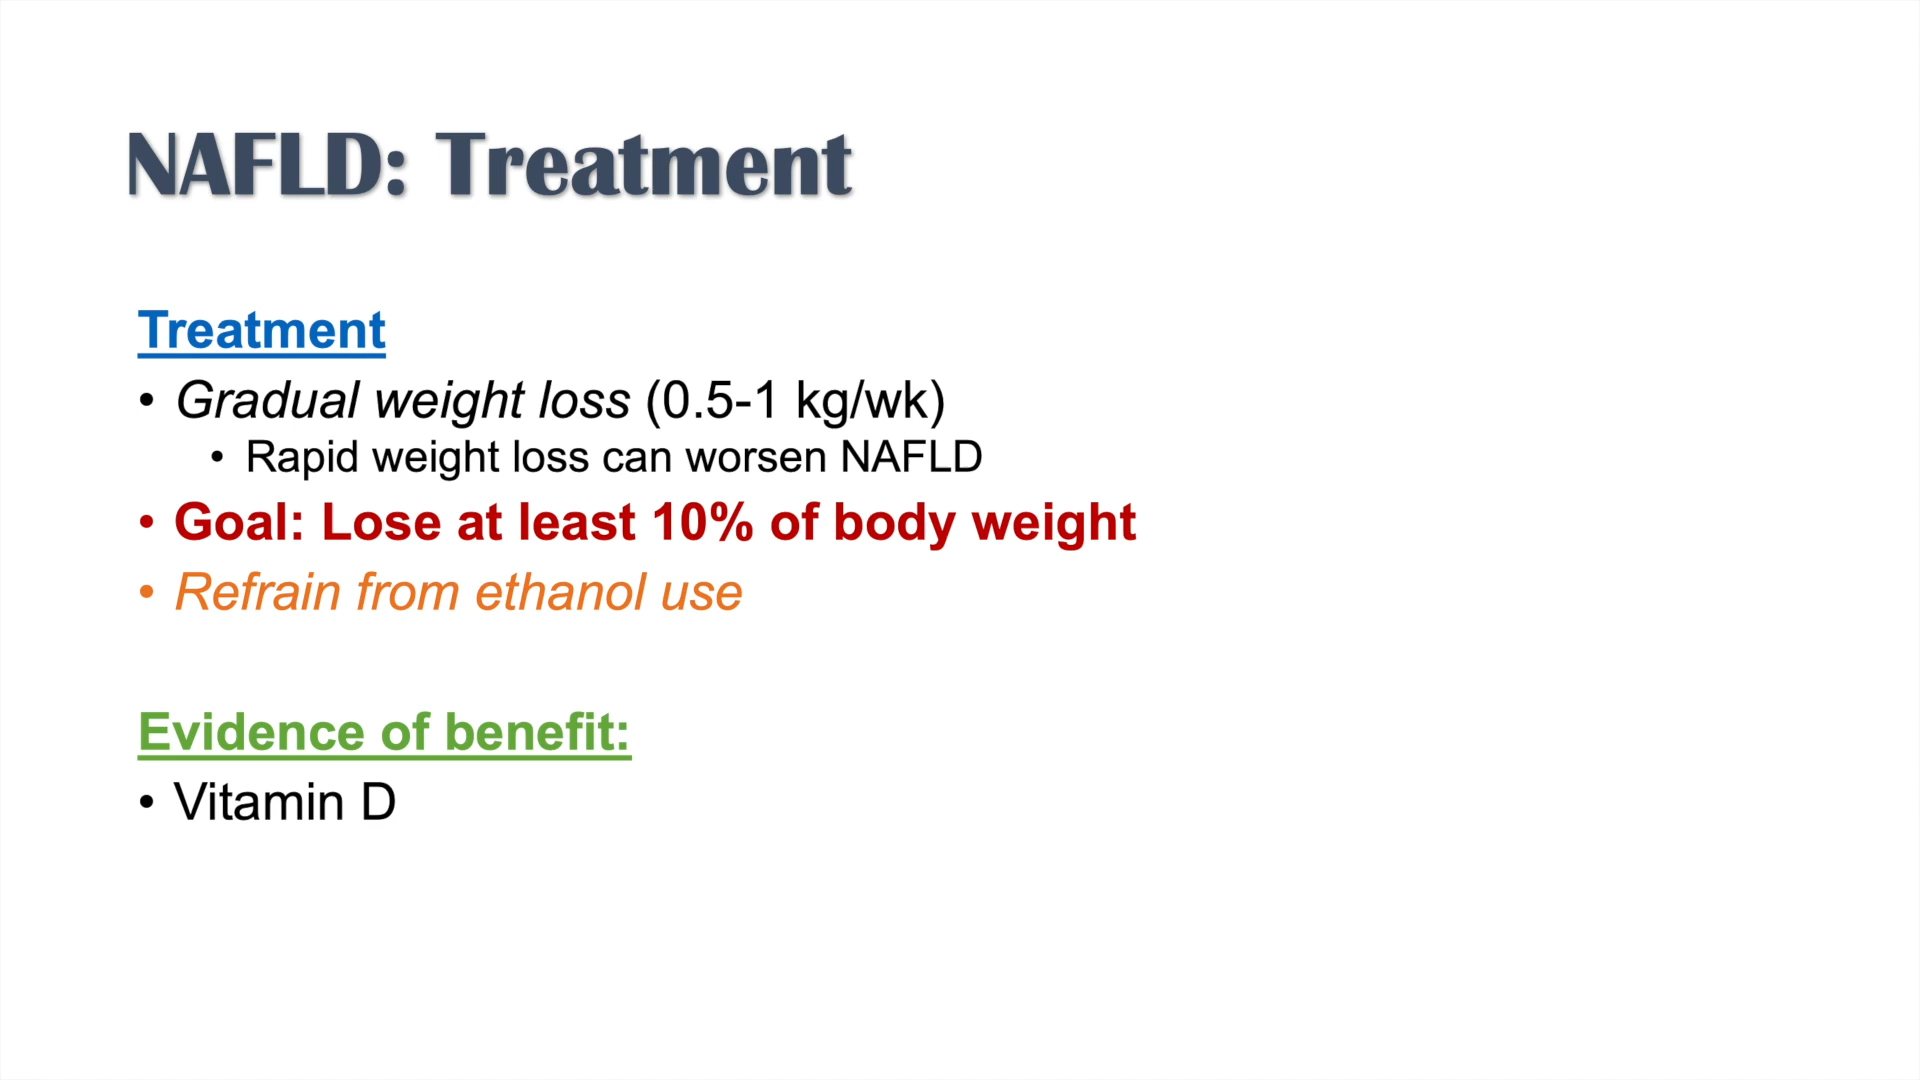 NAFLD: Treatment
Treatment
• Gradual weight loss (0.5-1 kg/wk)
• Rapid weight loss can worsen NAFLD
• Goal: Lose at least 10% of body weight
• Refrain from ethanol use
Evidence of benefit:
• Vitamin D